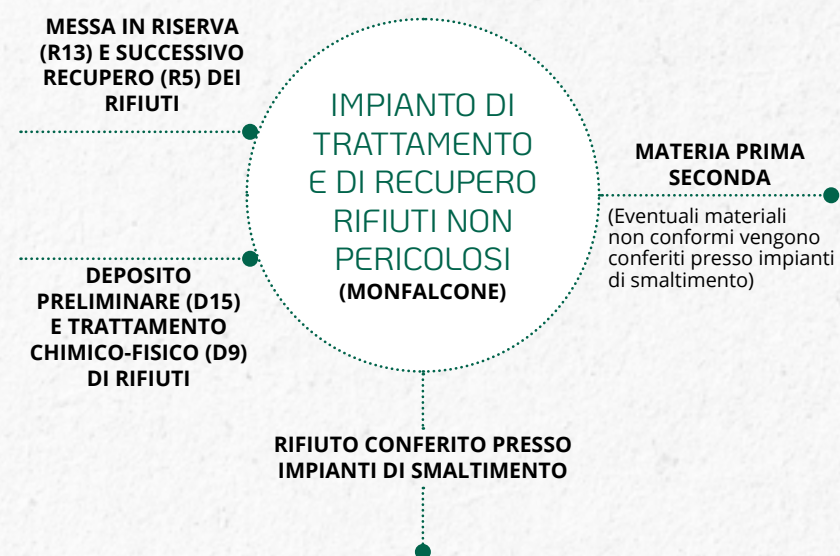 MESSA IN RISERVA
(R13) E SUCCESSIVO
RECUPERO (R5) DEI
RIFIUTI
DEPOSITO
PRELIMINARE (D15)
E TRATTAMENTO
CHIMICO-FISICO (D9)
DI RIFIUTI
IMPIANTO DI
TRATTAMENTO
E DI RECUPERO
RIFIUTI NON
PERICOLOSI
(MONFALCONE)
MATERIA PRIMA
SECONDA
(Eventuali materiali
non conformi vengono
conferiti presso impianti
di smaltimento)
RIFIUTO CONFERITO PRESSO
IMPIANTI DI SMALTIMENTO